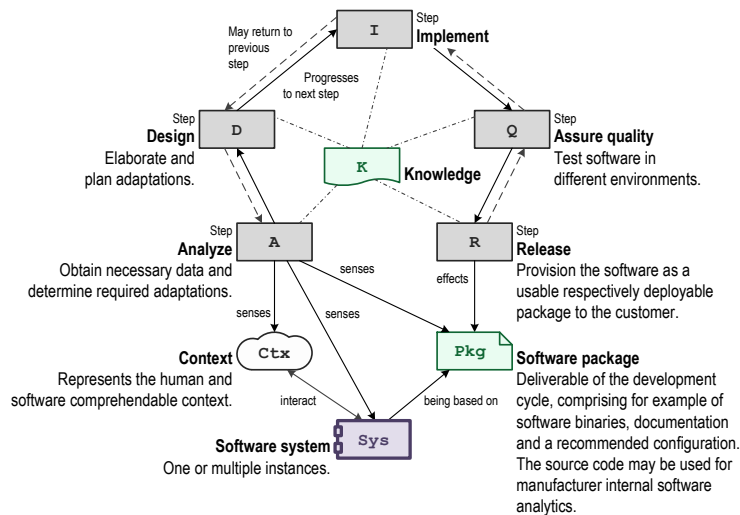 May return to
previous
step
I
Step
Implement
Progresses
to next step
Step
Design
D
Elaborate and
plan adaptations.
Q
Step
Assure quality
Test software in
different environments.
K
Knowledge
Step
Analyze
A
Obtain necessary data and
determine required adaptations.
R
Step
Release
Provision the software as a
usable respectively deployable
package to the customer.
senses
effects
senses
senses
Context
Ctx
Represents the human and
software comprehendable context.
Pkg
Software package
Deliverable of the development
cycle, comprising for example of
software binaries, documentation
and a recommended configuration.
The source code may be used for
manufacturer internal software
analytics.
interact
being based on
Software system
Sys
One or multiple instances.